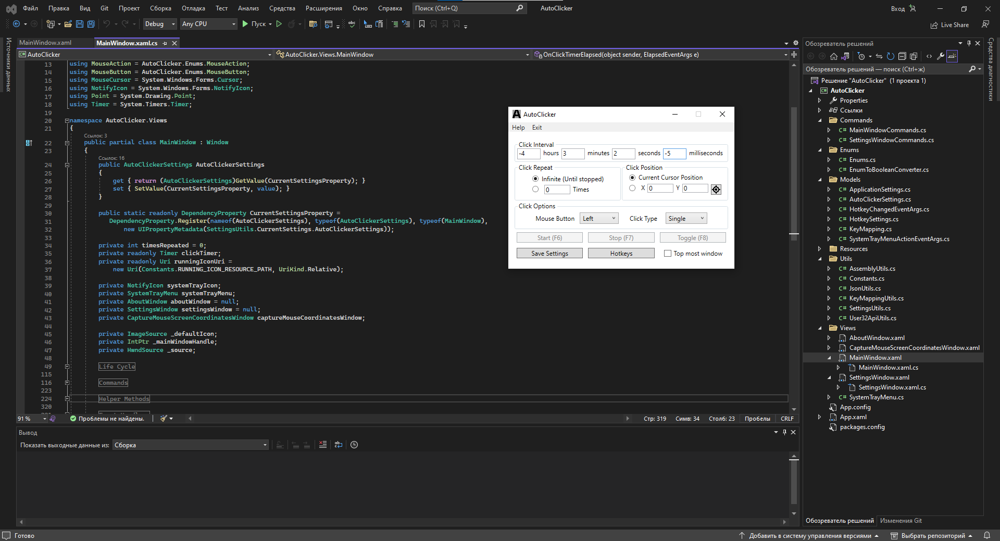 Файл Правка Вид Git Проект Сборка Отладка Тест Анализ Средства Расширения Окно Справка Поиск (Ctrl+Q) AutoClicker Вход
Debug Any CPU Пуск Live Share
Источники данных
MainWindow.xaml MainWindow.xaml.cs
AutoClicker AutoClicker.Views.MainWindow OnClickTimerElapsed(object sender, ElapsedEventArgs e)
13 using MouseAction = AutoClicker.Enums.MouseAction;
14 using MouseButton = AutoClicker.Enums.MouseButton;
15 using MouseCursor = System.Windows.Forms.Cursor;
16 using NotifyIcon = System.Windows.Forms.NotifyIcon;
17 using Point = System.Drawing.Point;
18 using Timer = System.Timers.Timer;
19
20 namespace AutoClicker.Views
21 {
Ссылок: 3
22 public partial class MainWindow : Window
23 {
Ссылок: 16
24 public AutoClickerSettings AutoClickerSettings
25 {
26 get { return (AutoClickerSettings)GetValue(CurrentSettingsProperty); }
27 set { SetValue(CurrentSettingsProperty, value); }
28 }
29
30 public static readonly DependencyProperty CurrentSettingsProperty =
31 DependencyProperty.Register(nameof(AutoClickerSettings), typeof(AutoClickerSettings), typeof(MainWindow),
32 new UIPropertyMetadata(SettingsUtils.CurrentSettings.AutoClickerSettings));
33
34 private int timesRepeated = 0;
35 private readonly Timer clickTimer;
36 private readonly Uri runningIconUri =
37 new Uri(Constants.RUNNING_ICON_RESOURCE_PATH, UriKind.Relative);
38
39 private NotifyIcon systemTrayIcon;
40 private SystemTrayMenu systemTrayMenu;
41 private AboutWindow aboutWindow = null;
42 private SettingsWindow settingsWindow = null;
43 private CaptureMouseScreenCoordinatesWindow captureMouseCoordinatesWindow;
44
45 private ImageSource _defaultIcon;
46 private IntPtr _mainWindowHandle;
47 private HwndSource _source;
48
49 Life Cycle
115
116 Commands
223
224 Helper Methods
320
91 % Проблемы не найдены. Стр: 319 Симв: 34 Столб: 23 Пробелы CRLF
Вывод
Показать выходные данные из: Сборка
AutoClicker
Help Exit
Click Interval
-4 hours 3 minutes 2 seconds -5 milliseconds
Click Repeat
Infinite (Until stopped)
0 Times
Click Position
Current Cursor Position
X 0 Y 0
Click Options
Mouse Button Left Click Type Single
Start (F6) Stop (F7) Toggle (F8)
Save Settings Hotkeys Top most window
Обозреватель решений
Обозреватель решений — поиск (Ctrl+ж)
Решение "AutoClicker" (1 проекта 1)
AutoClicker
Properties
Ссылки
Commands
C# MainWindowCommands.cs
C# SettingsWindowCommands.cs
Enums
C# Enums.cs
C# EnumToBooleanConverter.cs
Models
C# ApplicationSettings.cs
C# AutoClickerSettings.cs
C# HotkeyChangedEventArgs.cs
C# HotkeySettings.cs
C# KeyMapping.cs
C# SystemTrayMenuActionEventArgs.cs
Resources
Utils
C# AssemblyUtils.cs
C# Constants.cs
C# JsonUtils.cs
C# KeyMappingUtils.cs
C# SettingsUtils.cs
C# User32ApiUtils.cs
Views
AboutWindow.xaml
CaptureMouseScreenCoordinatesWindow.xaml
MainWindow.xaml
MainWindow.xaml.cs
SettingsWindow.xaml
SettingsWindow.xaml.cs
C# SystemTrayMenu.cs
App.config
App.xaml
packages.config
Обозреватель решений Изменения Git
Средства диагностики
Готово Добавить в систему управления версиями Выбрать репозиторий